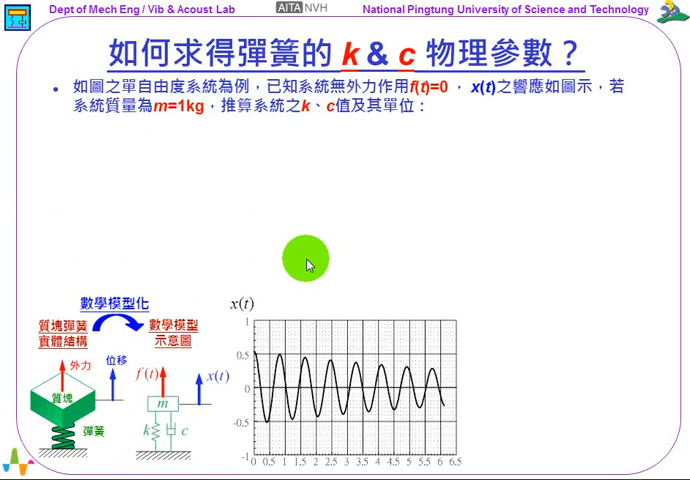 Dept of Mech Eng / Vib & Acoust Lab AITA NVH National Pingtung University of Science and Technology
如何求得彈簧的 k & c 物理參數？
• 如圖之單自由度系統為例，已知系統無外力作用f(t)=0 ， x(t)之響應如圖示，若
系統質量為m=1kg，推算系統之k、c值及其單位：
數學模型化
質塊彈簧
實體結構
數學模型
示意圖
外力
位移
質塊
彈簧
f(t)
x(t)
m
k
c
x(t)
1
0.5
0
-0.5
-1
0 0.5 1 1.5 2 2.5 3 3.5 4 4.5 5 5.5 6 6.5